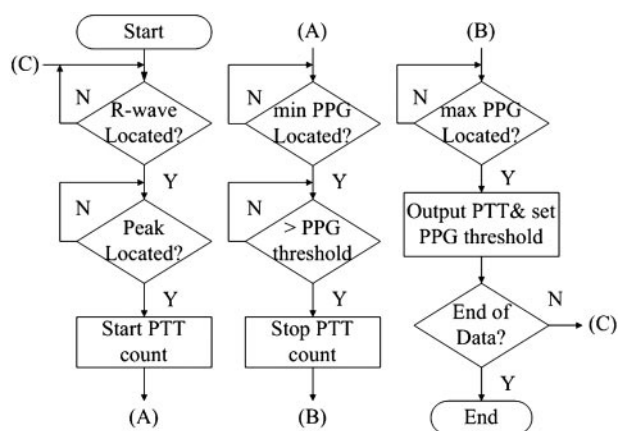 Start
(C)
N
R-wave
Located?
Y
N
Peak
Located?
Y
Start PTT
count
(A)
(A)
N
min PPG
Located?
Y
N
> PPG
threshold
Y
Stop PTT
count
(B)
(B)
N
max PPG
Located?
Y
Output PTT& set
PPG threshold
End of
Data?
N
(C)
Y
End